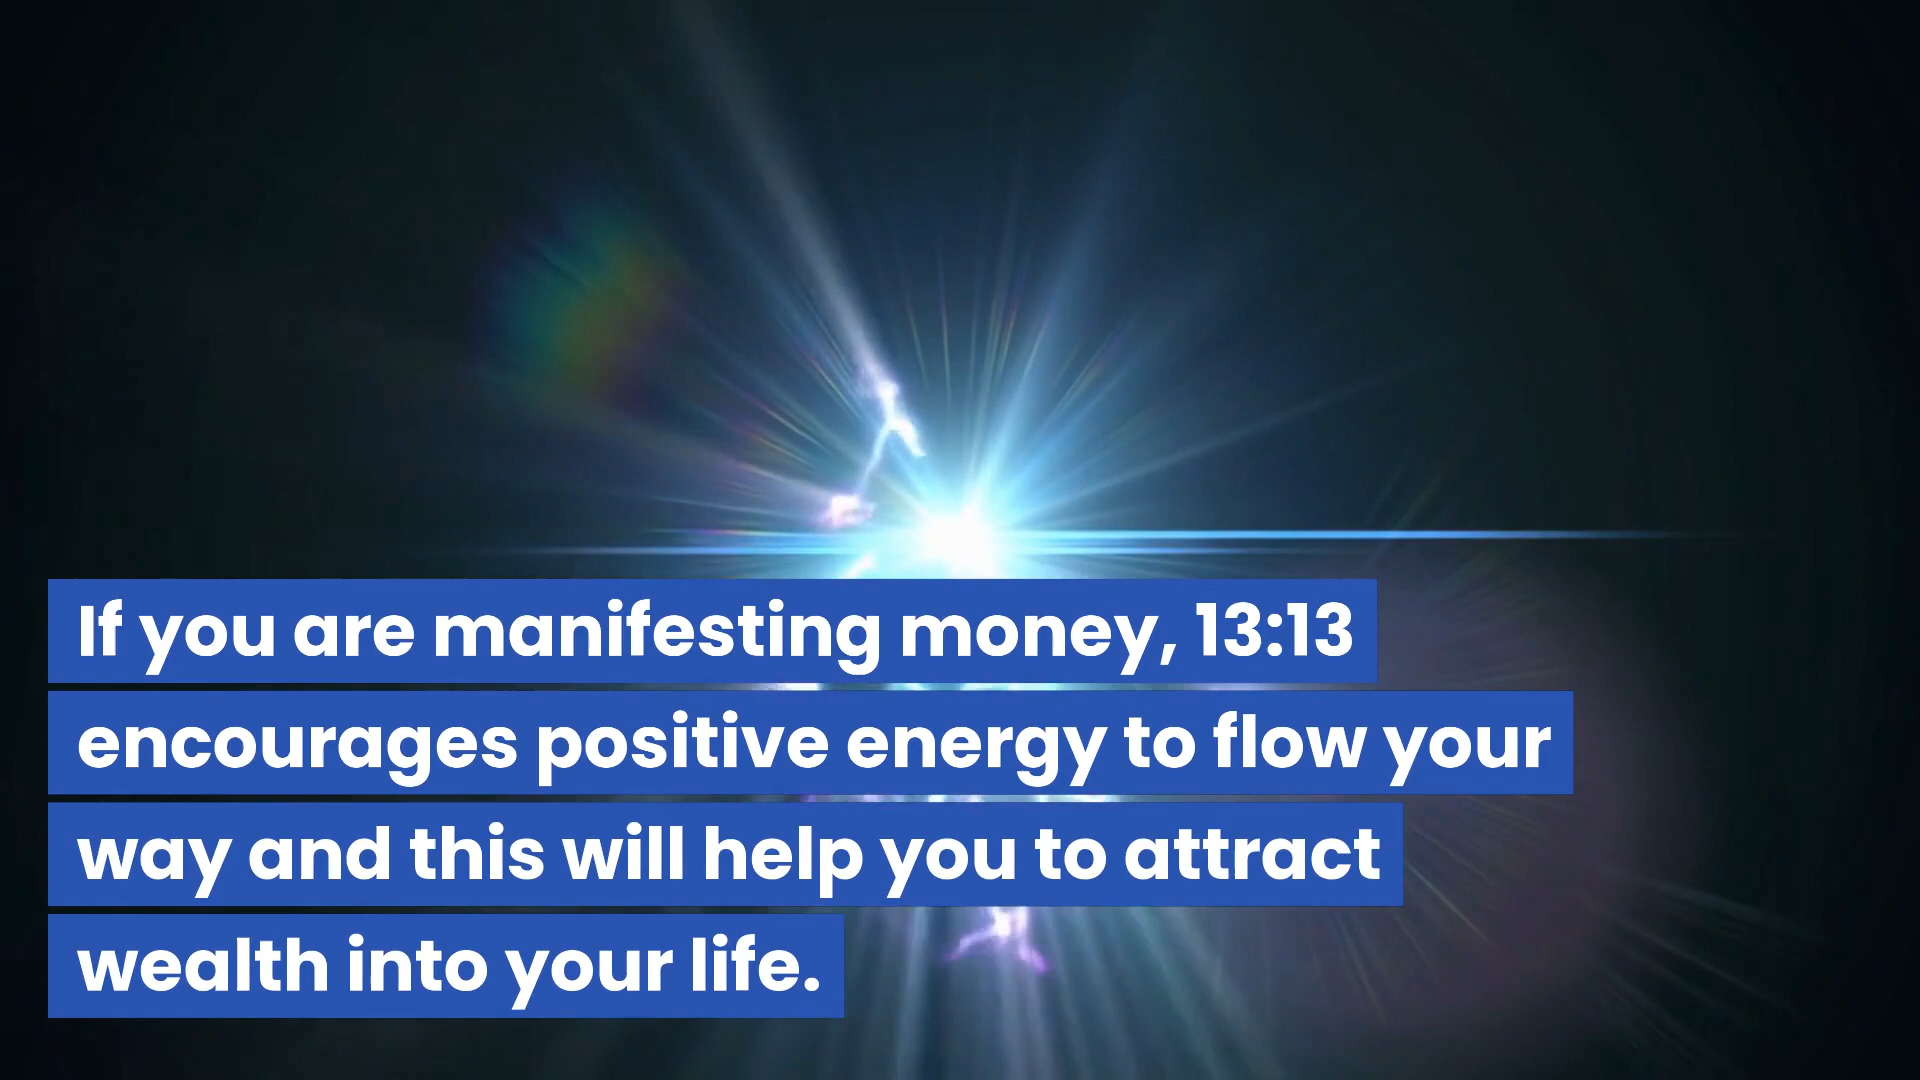 If you are manifesting money, 13:13
encourages positive energy to flow your
way and this will help you to attract
wealth into your life.